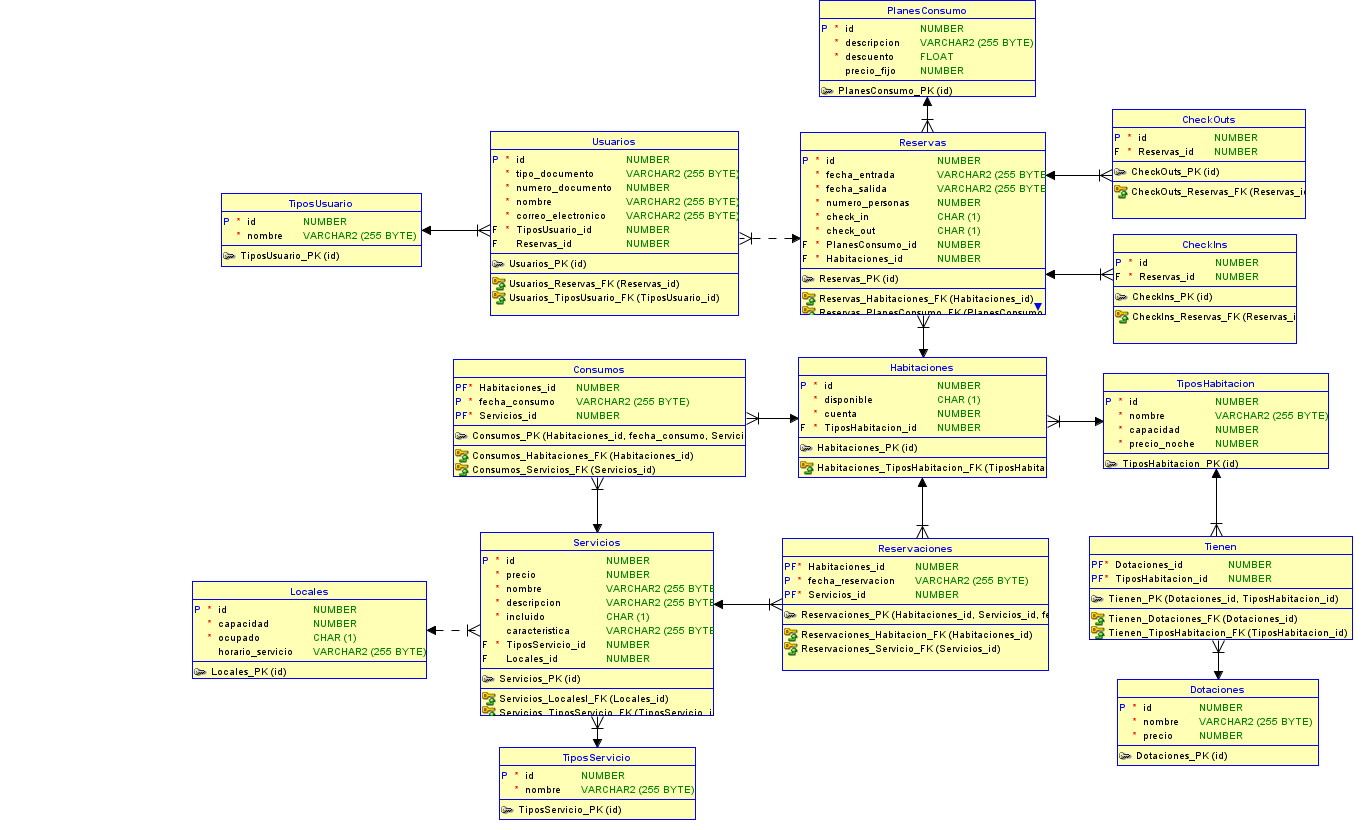 PlanesConsumo
P * id NUMBER
* descripcion VARCHAR2 (255 BYTE)
* descuento FLOAT
precio_fijo NUMBER
PlanesConsumo_PK (id)
CheckOuts
P * id NUMBER
F * Reservas_id NUMBER
CheckOuts_PK (id)
CheckOuts_Reservas_FK (Reservas_i
Usuarios
P * id NUMBER
* tipo_documento VARCHAR2 (255 BYTE)
* numero_documento NUMBER
* nombre VARCHAR2 (255 BYTE)
* correo_electronico VARCHAR2 (255 BYTE)
F * TiposUsuario_id NUMBER
F Reservas_id NUMBER
Usuarios_PK (id)
Usuarios_Reservas_FK (Reservas_id)
Usuarios_TiposUsuario_FK (TiposUsuario_id)
Reservas
P * id NUMBER
* fecha_entrada VARCHAR2 (255 BYTE
* fecha_salida VARCHAR2 (255 BYTE
* numero_personas NUMBER
* check_in CHAR (1)
* check_out CHAR (1)
F * PlanesConsumo_id NUMBER
F * Habitaciones_id NUMBER
Reservas_PK (id)
Reservas_Habitaciones_FK (Habitaciones_id)
Reservas_PlanesConsumo_FK (PlanesConsumo
TiposUsuario
P * id NUMBER
* nombre VARCHAR2 (255 BYTE)
TiposUsuario_PK (id)
CheckIns
P * id NUMBER
F * Reservas_id NUMBER
CheckIns_PK (id)
CheckIns_Reservas_FK (Reservas_i
Consumos
PF* Habitaciones_id NUMBER
P * fecha_consumo VARCHAR2 (255 BYTE)
PF* Servicios_id NUMBER
Consumos_PK (Habitaciones_id, fecha_consumo, Servici
Consumos_Habitaciones_FK (Habitaciones_id)
Consumos_Servicios_FK (Servicios_id)
Habitaciones
P * id NUMBER
* disponible CHAR (1)
* cuenta NUMBER
F * TiposHabitacion_id NUMBER
Habitaciones_PK (id)
Habitaciones_TiposHabitacion_FK (TiposHabita
TiposHabitacion
P * id NUMBER
* nombre VARCHAR2 (255 BYTE)
* capacidad NUMBER
* precio_noche NUMBER
TiposHabitacion_PK (id)
Servicios
P * id NUMBER
* precio NUMBER
* nombre VARCHAR2 (255 BYTE
* descripcion VARCHAR2 (255 BYTE
* incluido CHAR (1)
caracteristica VARCHAR2 (255 BYTE
F * TiposServicio_id NUMBER
F Locales_id NUMBER
Servicios_PK (id)
Servicios_Localesl_FK (Locales_id)
Servicios_TiposServicio_FK (TiposServicio_i
Reservaciones
PF* Habitaciones_id NUMBER
P * fecha_reservacion VARCHAR2 (255 BYTE)
PF* Servicios_id NUMBER
Reservaciones_PK (Habitaciones_id, Servicios_id, fe
Reservaciones_Habitacion_FK (Habitaciones_id)
Reservaciones_Servicio_FK (Servicios_id)
Tienen
PF* Dotaciones_id NUMBER
PF* TiposHabitacion_id NUMBER
Tienen_PK (Dotaciones_id, TiposHabitacion_id)
Tienen_Dotaciones_FK (Dotaciones_id)
Tienen_TiposHabitacion_FK (TiposHabitacion_id)
Locales
P * id NUMBER
* capacidad NUMBER
* ocupado CHAR (1)
horario_servicio VARCHAR2 (255 BYTE)
Locales_PK (id)
Dotaciones
P * id NUMBER
* nombre VARCHAR2 (255 BYTE)
* precio NUMBER
Dotaciones_PK (id)
TiposServicio
P * id NUMBER
* nombre VARCHAR2 (255 BYTE)
TiposServicio_PK (id)